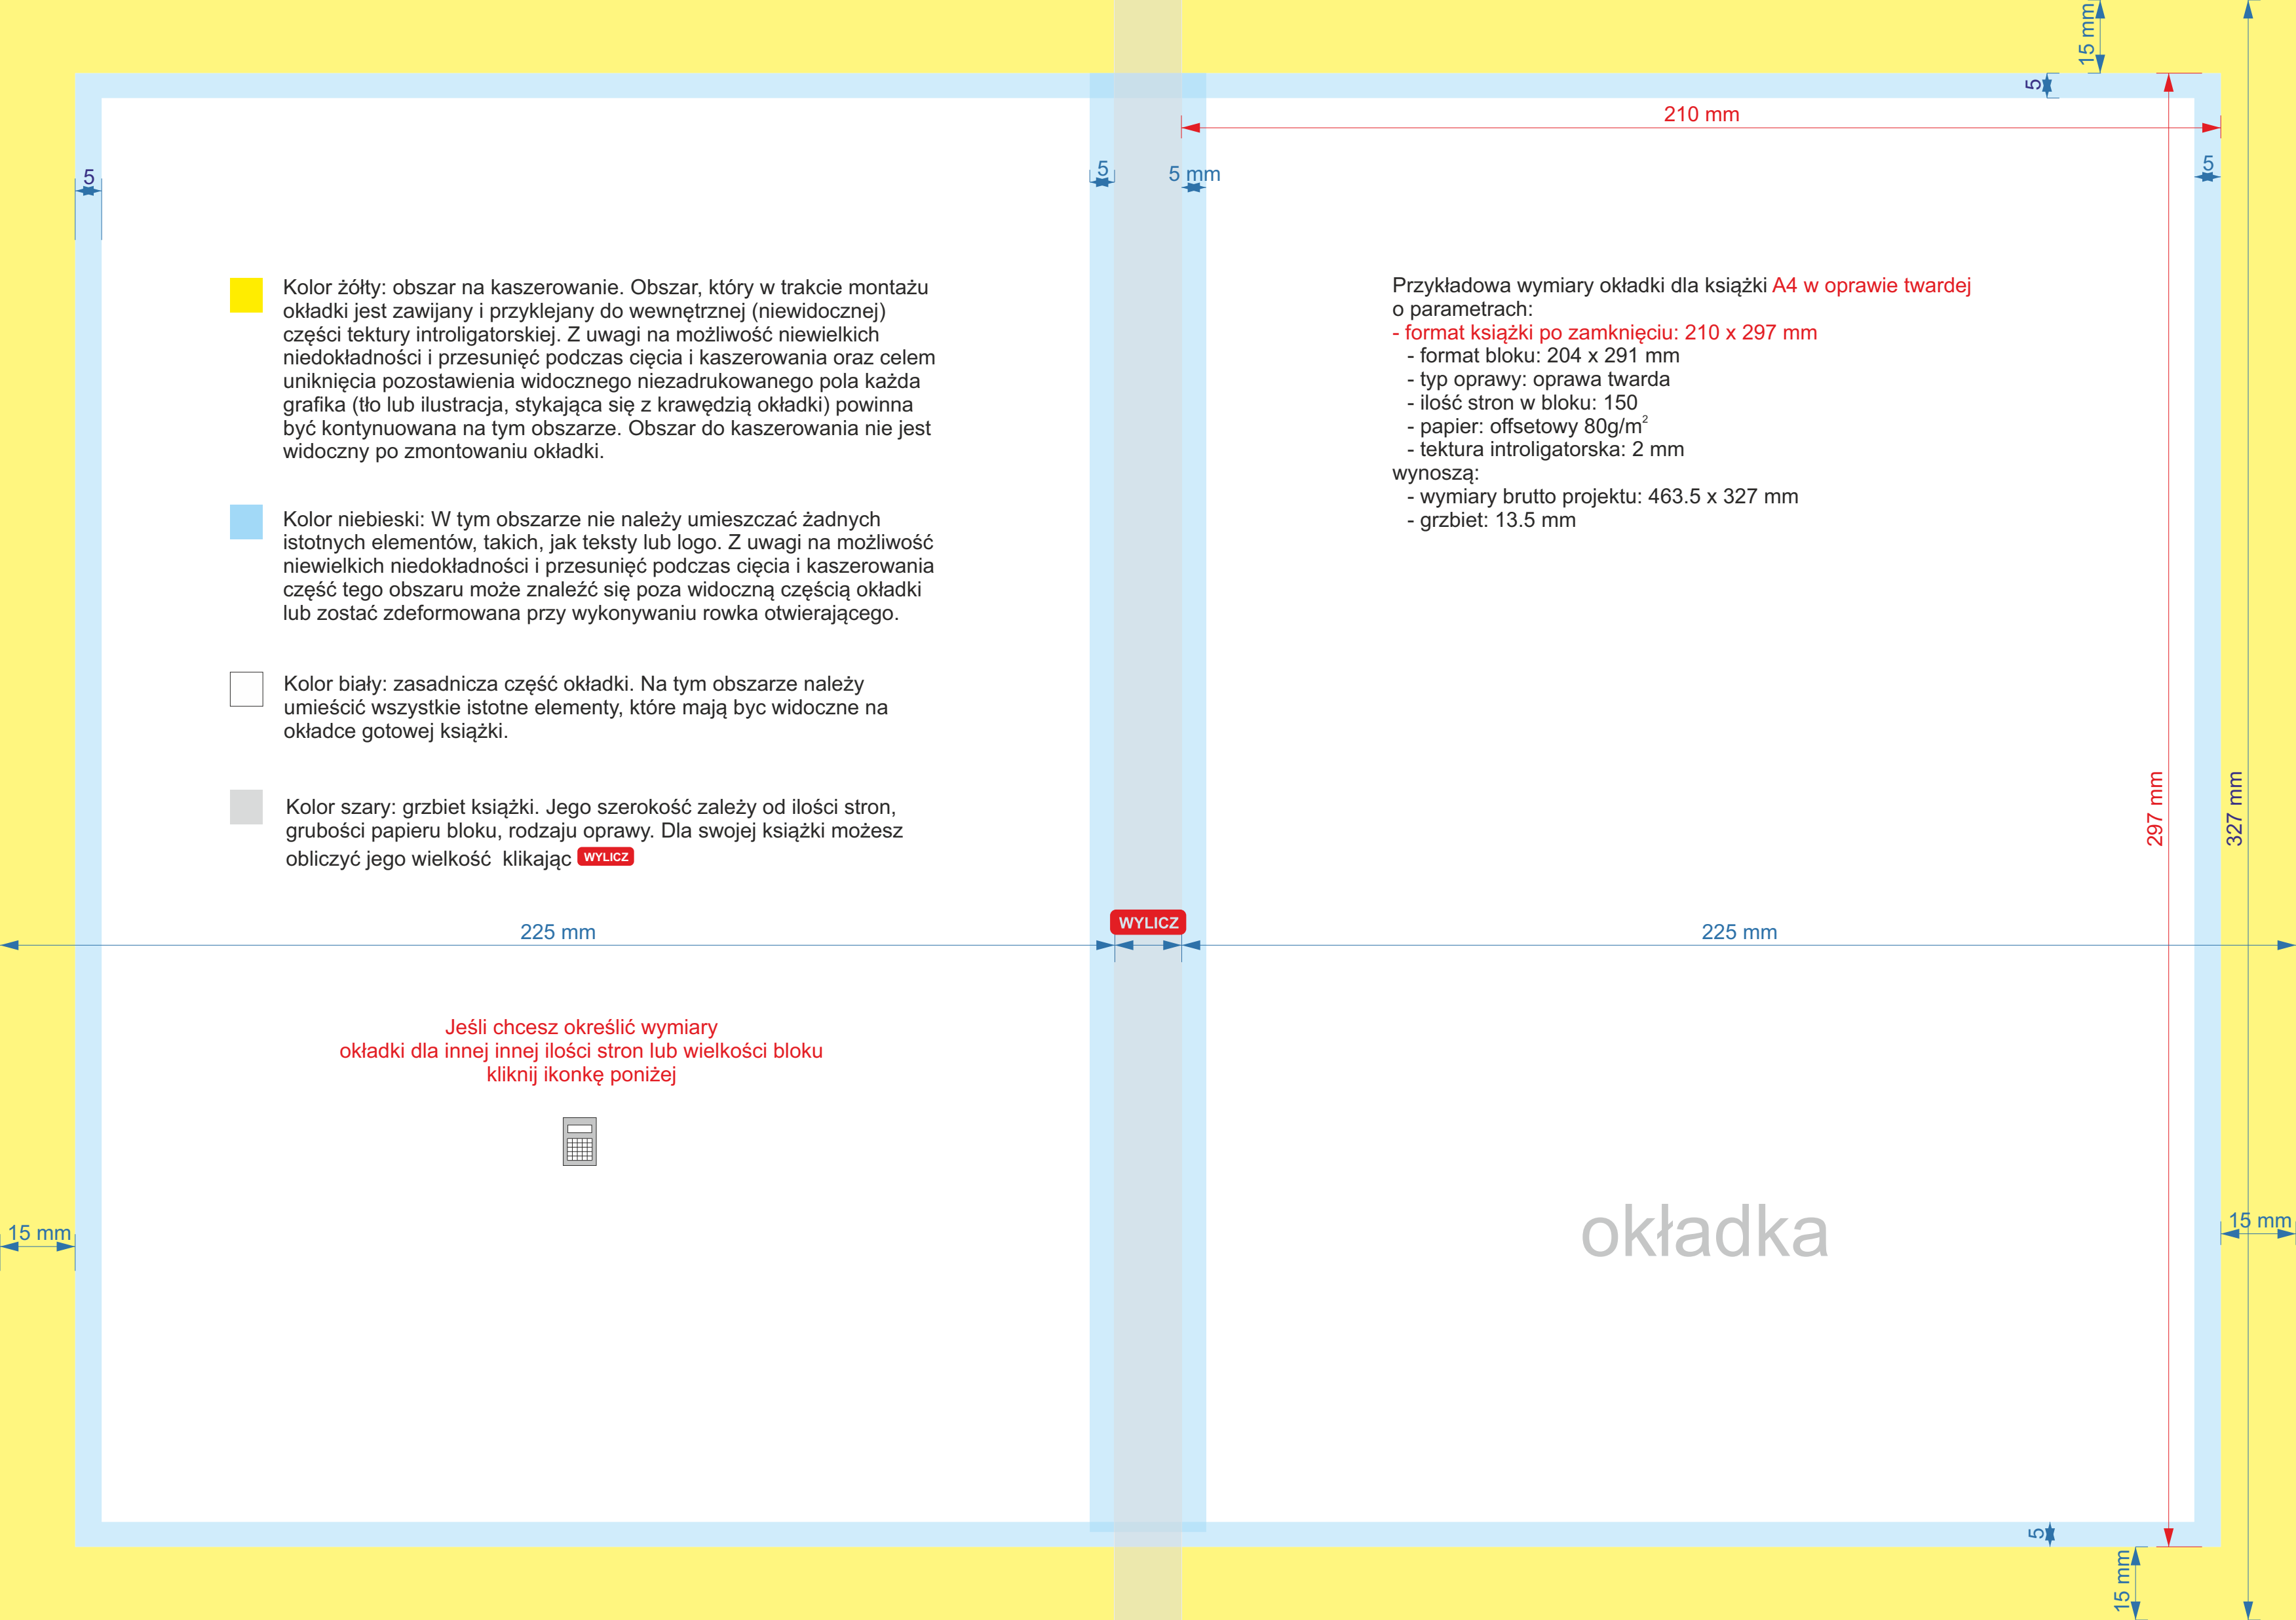 15 mm
5
210 mm
5
5
5 mm
5
Kolor żółty: obszar na kaszerowanie. Obszar, który w trakcie montażu
okładki jest zawijany i przyklejany do wewnętrznej (niewidocznej)
części tektury introligatorskiej. Z uwagi na możliwość niewielkich
niedokładności i przesunięć podczas cięcia i kaszerowania oraz celem
uniknięcia pozostawienia widocznego niezadrukowanego pola każda
grafika (tło lub ilustracja, stykająca się z krawędzią okładki) powinna
być kontynuowana na tym obszarze. Obszar do kaszerowania nie jest
widoczny po zmontowaniu okładki.
Kolor niebieski: W tym obszarze nie należy umieszczać żadnych
istotnych elementów, takich, jak teksty lub logo. Z uwagi na możliwość
niewielkich niedokładności i przesunięć podczas cięcia i kaszerowania
część tego obszaru może znaleźć się poza widoczną częścią okładki
lub zostać zdeformowana przy wykonywaniu rowka otwierającego.
Kolor biały: zasadnicza część okładki. Na tym obszarze należy
umieścić wszystkie istotne elementy, które mają byc widoczne na
okładce gotowej książki.
Kolor szary: grzbiet książki. Jego szerokość zależy od ilości stron,
grubości papieru bloku, rodzaju oprawy. Dla swojej książki możesz
obliczyć jego wielkość klikając WYLICZ
Przykładowa wymiary okładki dla książki A4 w oprawie twardej
o parametrach:
- format książki po zamknięciu: 210 x 297 mm
- format bloku: 204 x 291 mm
- typ oprawy: oprawa twarda
- ilość stron w bloku: 150
- papier: offsetowy 80g/m²
- tektura introligatorska: 2 mm
wynoszą:
- wymiary brutto projektu: 463.5 x 327 mm
- grzbiet: 13.5 mm
297 mm
327 mm
225 mm
WYLICZ
225 mm
Jeśli chcesz określić wymiary
okładki dla innej innej ilości stron lub wielkości bloku
kliknij ikonkę poniżej
15 mm
okładka
15 mm
5
15 mm